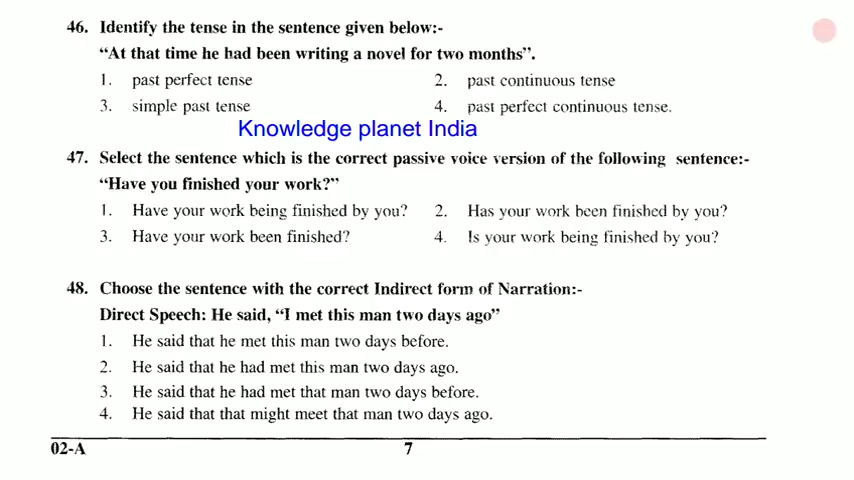 46. Identify the tense in the sentence given below:-
“At that time he had been writing a novel for two months”.
1. past perfect tense 2. past continuous tense
3. simple past tense 4. past perfect continuous tense.
Knowledge planet India
47. Select the sentence which is the correct passive voice version of the following sentence:-
“Have you finished your work?”
1. Have your work being finished by you? 2. Has your work been finished by you?
3. Have your work been finished? 4. Is your work being finished by you?
48. Choose the sentence with the correct Indirect form of Narration:-
Direct Speech: He said, “I met this man two days ago”
1. He said that he met this man two days before.
2. He said that he had met this man two days ago.
3. He said that he had met that man two days before.
4. He said that that might meet that man two days ago.
02-A 7